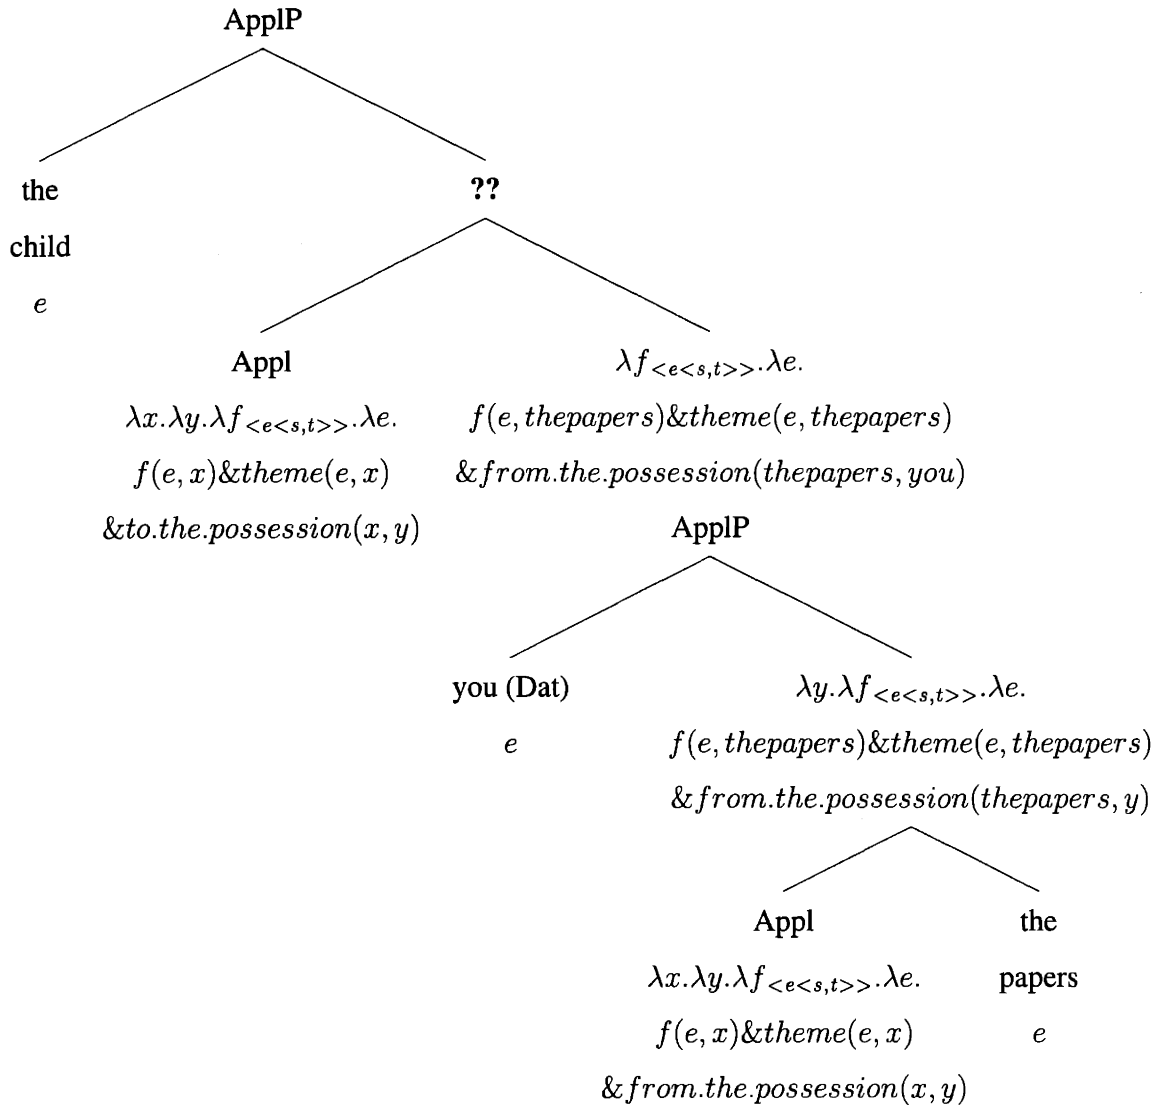 ApplP
the
child
e
??
Appl
λx.λy.λf<e<s,t>>.λe.
f(e, x)&theme(e, x)
&to.the.possession(x, y)
λf<e<s,t>>.λe.
f(e, thepapers)&theme(e, thepapers)
&from.the.possession(thepapers, you)
ApplP
you (Dat)
e
λy.λf<e<s,t>>.λe.
f(e, thepapers)&theme(e, thepapers)
&from.the.possession(thepapers, y)
Appl
λx.λy.λf<e<s,t>>.λe.
f(e, x)&theme(e, x)
&from.the.possession(x, y)
the
papers
e